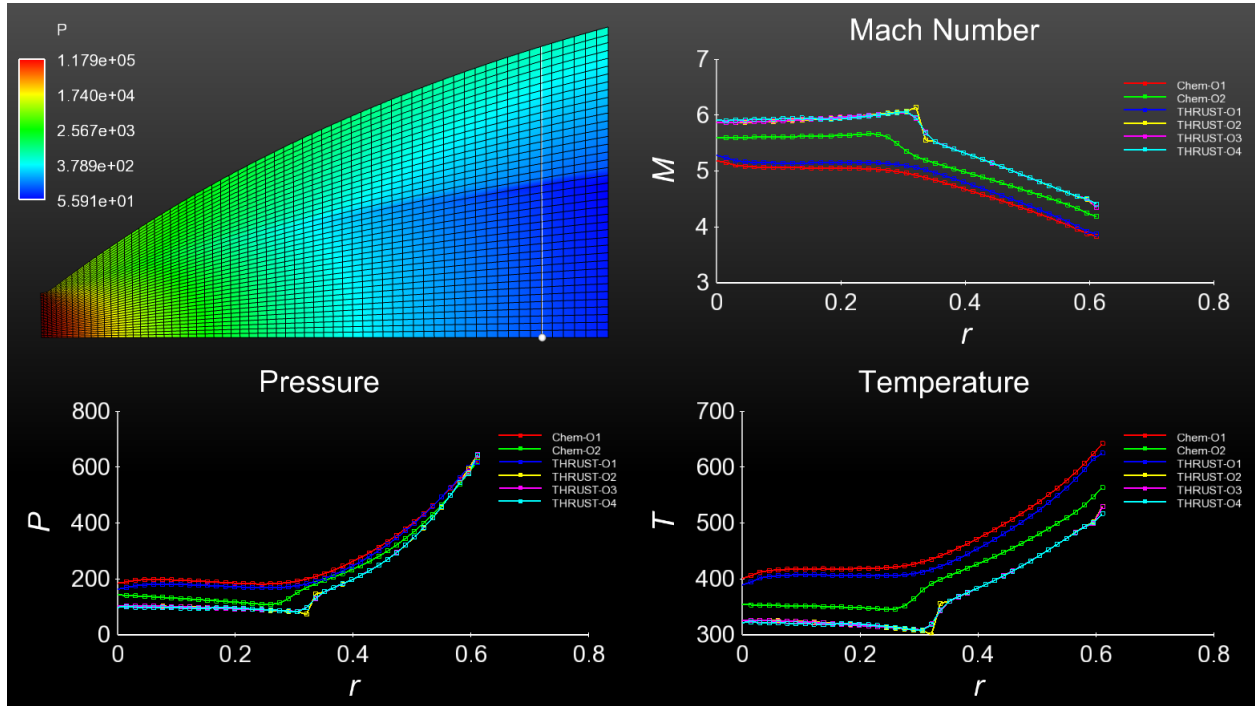 P
1.179e+05
1.740e+04
2.567e+03
3.789e+02
5.591e+01
Mach Number
7
6
5
4
3
M
0 0.2 0.4 0.6 0.8
r
Chem-O1
Chem-O2
THRUST-O1
THRUST-O2
THRUST-O3
THRUST-O4
Pressure
800
600
400
200
0
P
0 0.2 0.4 0.6 0.8
r
Chem-O1
Chem-O2
THRUST-O1
THRUST-O2
THRUST-O3
THRUST-O4
Temperature
700
600
500
400
300
T
0 0.2 0.4 0.6 0.8
r
Chem-O1
Chem-O2
THRUST-O1
THRUST-O2
THRUST-O3
THRUST-O4